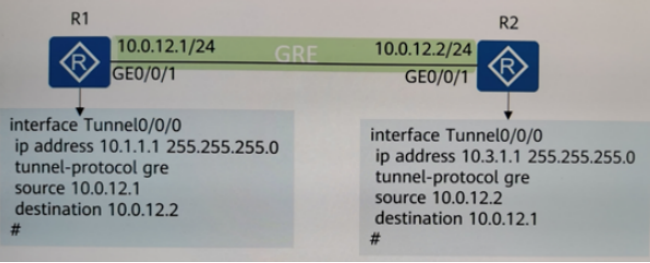 R1
R2
10.0.12.1/24
GRE
10.0.12.2/24
GE0/0/1
GE0/0/1
interface Tunnel0/0/0
ip address 10.1.1.1 255.255.255.0
tunnel-protocol gre
source 10.0.12.1
destination 10.0.12.2
#
interface Tunnel0/0/0
ip address 10.3.1.1 255.255.255.0
tunnel-protocol gre
source 10.0.12.2
destination 10.0.12.1
#
R
R